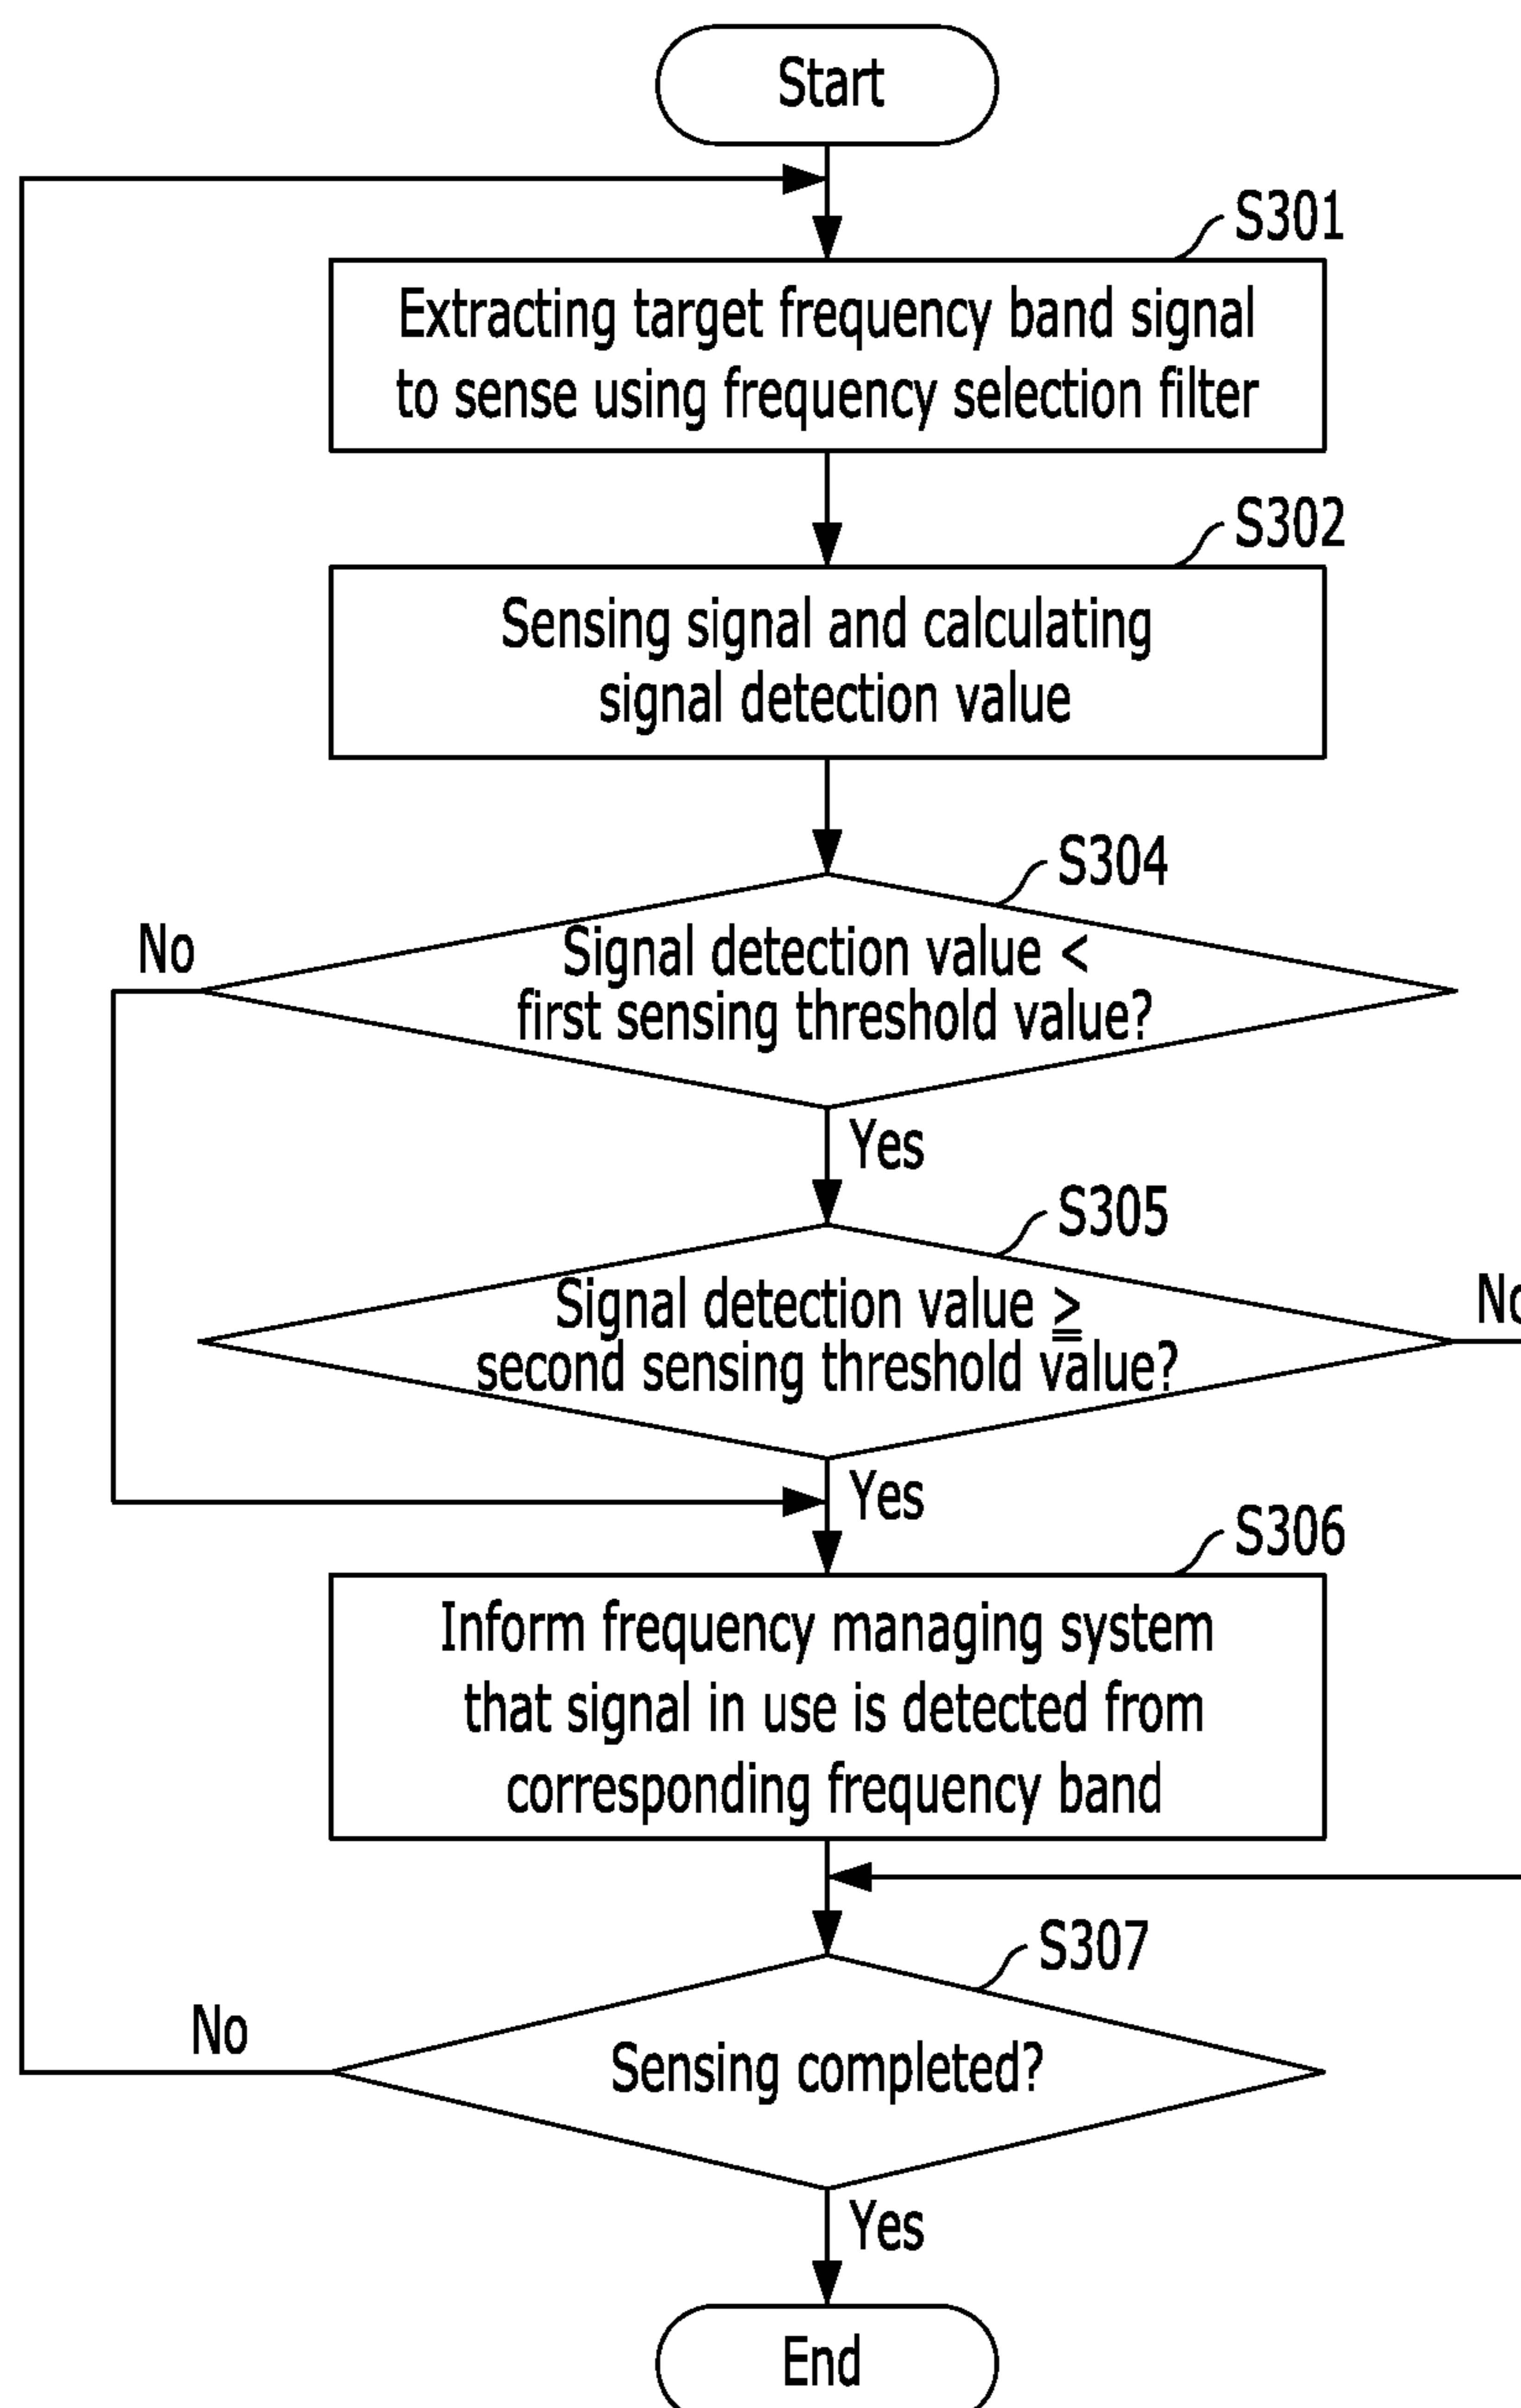 Start
S301
Extracting target frequency band signal
to sense using frequency selection filter
S302
Sensing signal and calculating
signal detection value
S304
No
Signal detection value <
first sensing threshold value?
Yes
S305
No
Signal detection value ≧
second sensing threshold value?
Yes
S306
Inform frequency managing system
that signal in use is detected from
corresponding frequency band
S307
No
Sensing completed?
Yes
End